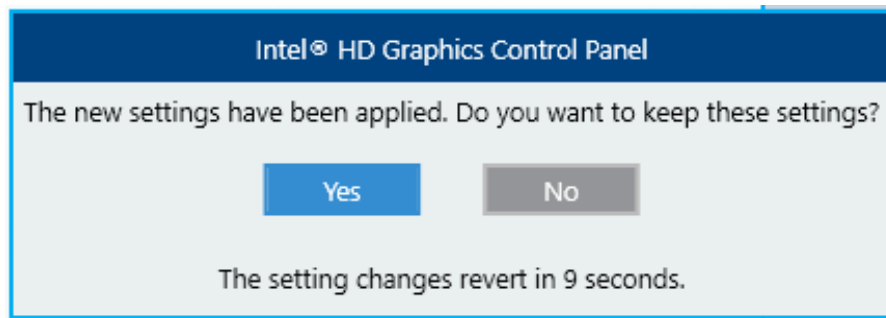 Intel® HD Graphics Control Panel
The new settings have been applied. Do you want to keep these settings?
Yes
No
The setting changes revert in 9 seconds.